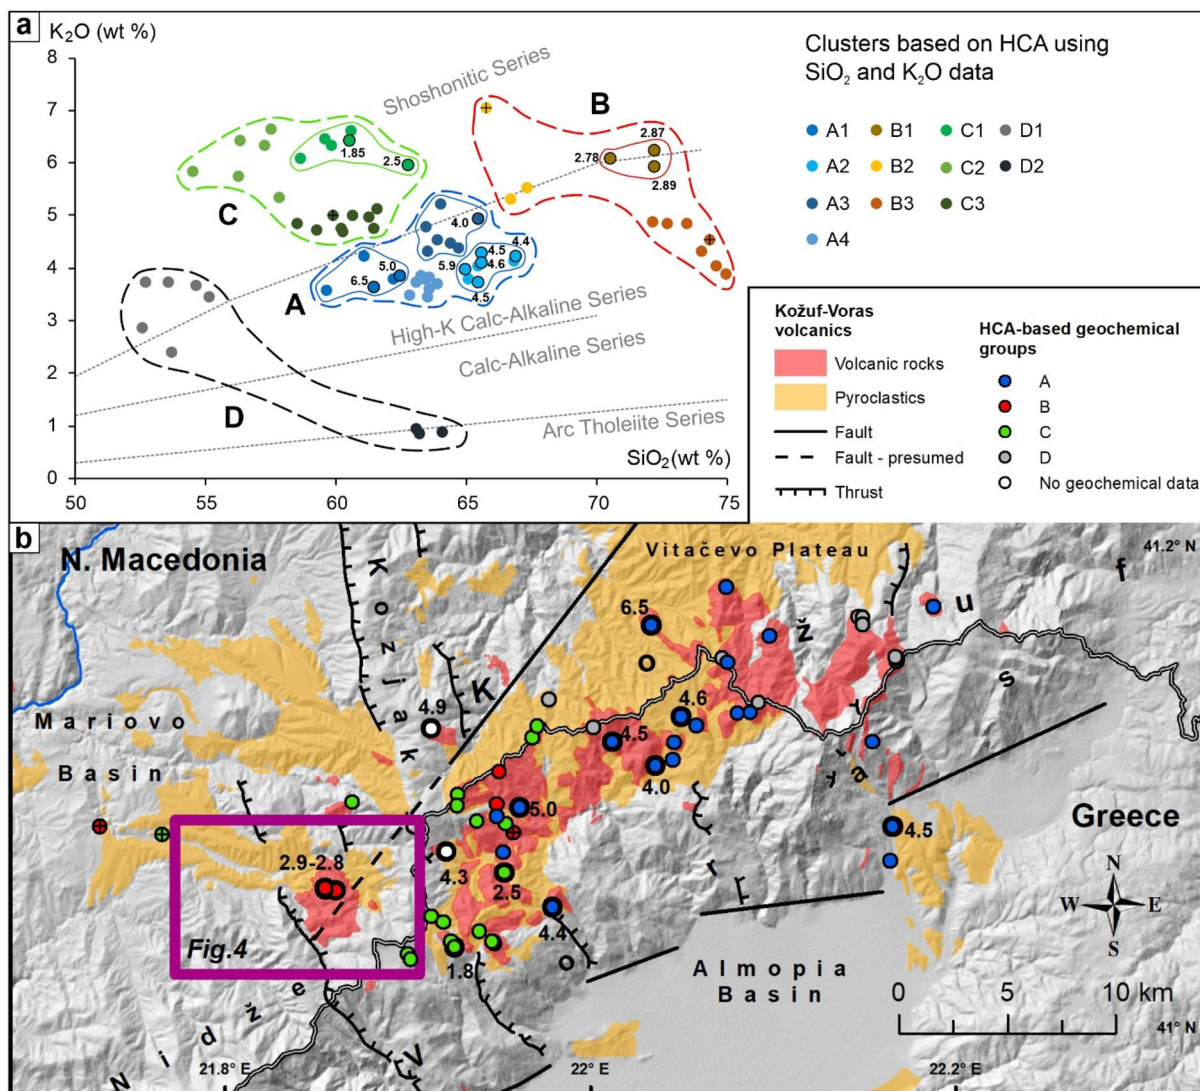 a
K₂O (wt %)
8
7
6
5
4
3
2
1
0
50
55
60
65
70
75
SiO₂ (wt %)
Shoshonitic Series
High-K Calc-Alkaline Series
Calc-Alkaline Series
Arc Tholeiite Series
A
B
C
D
1.85
2.5
2.78
2.87
2.89
4.0
4.5
4.4
5.9
4.6
4.5
5.0
6.5
Clusters based on HCA using
SiO₂ and K₂O data
A1 B1 C1 D1
A2 B2 C2 D2
A3 B3 C3
A4
Kožuf-Voras
volcanics
Volcanic rocks
Pyroclastics
Fault
Fault - presumed
Thrust
HCA-based geochemical
groups
A
B
C
D
No geochemical data
b
N. Macedonia
Vitačevo Plateau
41.2° N
Kozjak
K o ž u f
Mariovo
Basin
6.5
4.9
4.6
4.5
4.0
5.0
4.5
4.3
2.9-2.8
2.5
4.4
1.8
Fig.4
Greece
N
W E
S
Almopia
Basin
Nidže
V o r a s
0 5 10 km
41° N
21.8° E
22° E
22.2° E